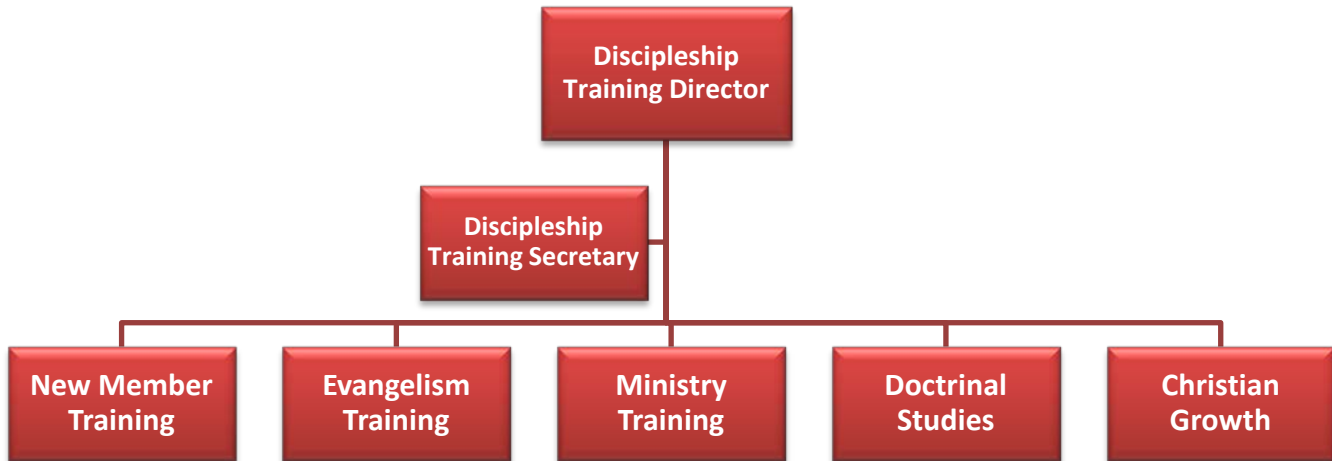 Discipleship
Training Director
Discipleship
Training Secretary
New Member
Training
Evangelism
Training
Ministry
Training
Doctrinal
Studies
Christian
Growth